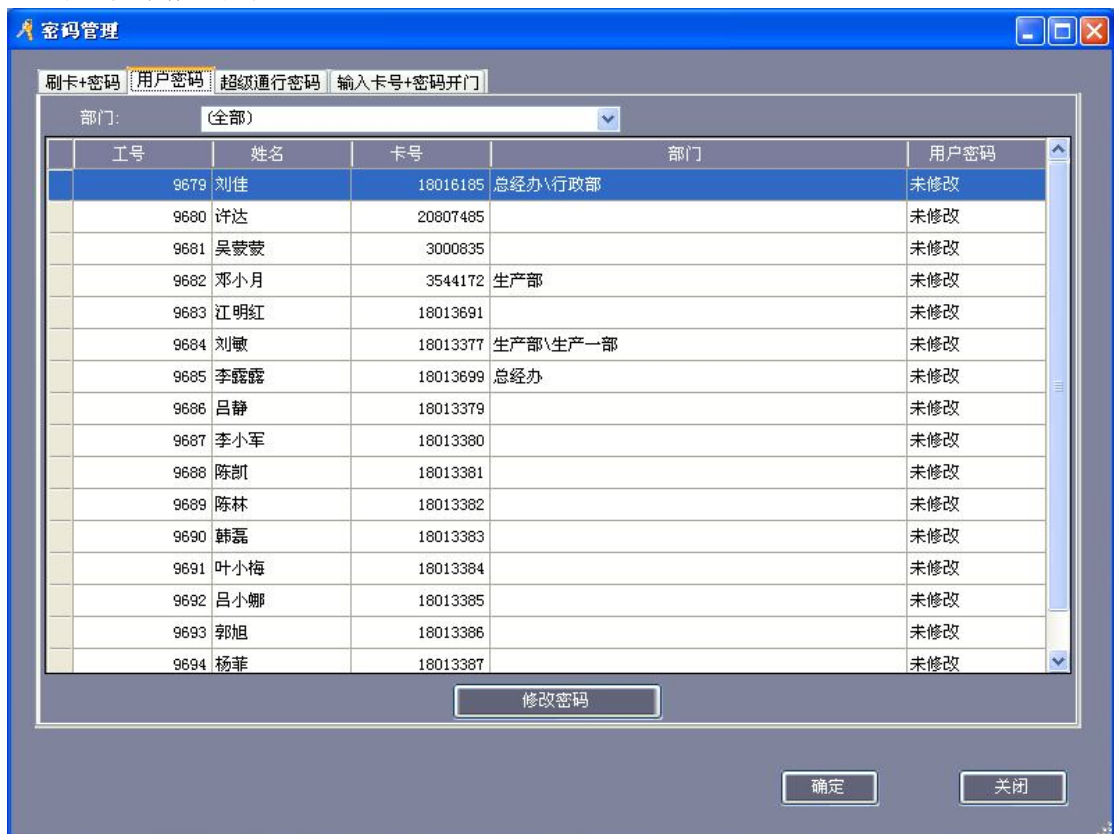 密码管理
刷卡+密码 用户密码 超级通行密码 输入卡号+密码开门
部门: (全部)
工号 姓名 卡号 部门 用户密码
9679 刘佳 18016185 总经办\行政部 未修改
9680 许达 20807485 未修改
9681 吴荽荽 3000835 未修改
9682 邓小月 3544172 生产部 未修改
9683 江明红 18013691 未修改
9684 刘敏 18013377 生产部\生产一部 未修改
9685 李露露 18013699 总经办 未修改
9686 吕静 18013379 未修改
9687 李小军 18013380 未修改
9688 陈凯 18013381 未修改
9689 陈林 18013382 未修改
9690 韩磊 18013383 未修改
9691 叶小梅 18013384 未修改
9692 吕小娜 18013385 未修改
9693 郭旭 18013386 未修改
9694 杨菲 18013387 未修改
修改密码
确定 关闭